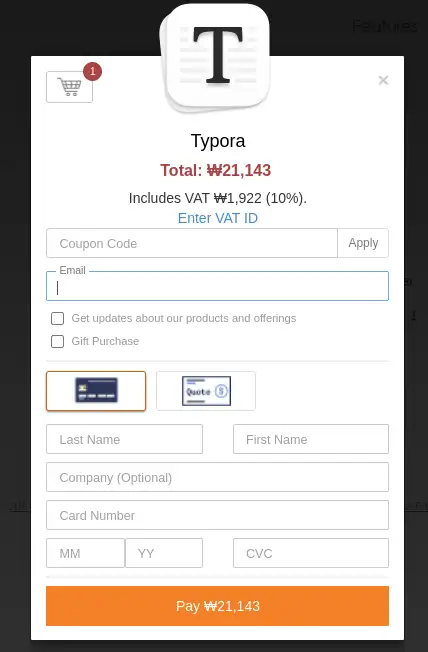 Features
1
T
×
Typora
Total: ₩21,143
Includes VAT ₩1,922 (10%).
Enter VAT ID
Coupon Code Apply
Email
Get updates about our products and offerings
Gift Purchase
Quote $
Last Name First Name
Company (Optional)
Card Number
MM YY CVC
Pay ₩21,143